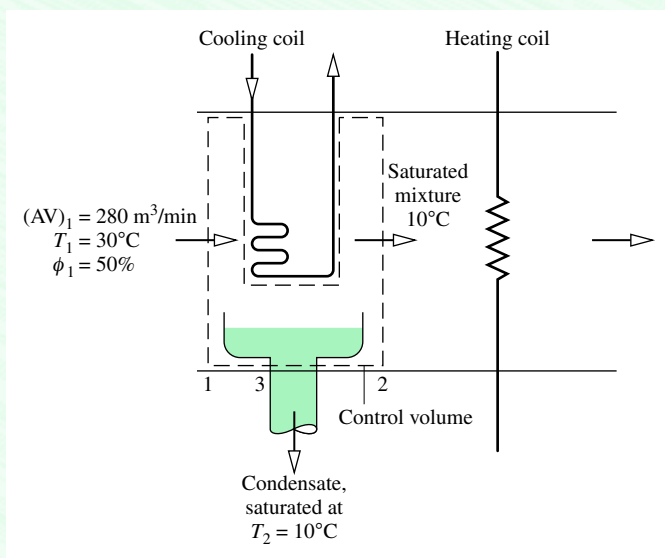 Cooling coil
Heating coil
(AV)₁ = 280 m³/min
T₁ = 30°C
ϕ₁ = 50%
Saturated
mixture
10°C
1
3
2
Control volume
Condensate,
saturated at
T₂ = 10°C